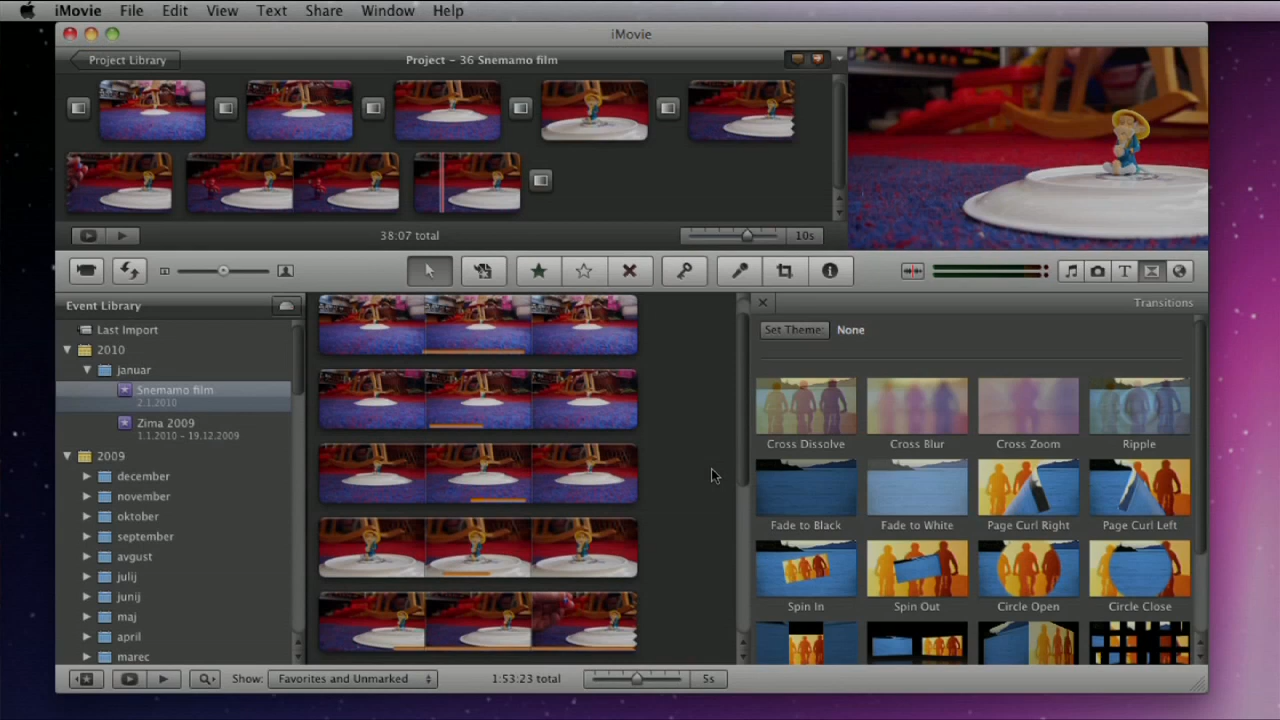 iMovie File Edit View Text Share Window Help
iMovie
Project Library
Project – 36 Snemamo film
38:07 total
10s
Event Library
Last Import
2010
januar
Snemamo film
2.1.2010
Zima 2009
1.1.2010 – 19.12.2009
2009
december
november
oktober
september
avgust
julij
junij
maj
april
marec
Transitions
Set Theme: None
Cross Dissolve Cross Blur Cross Zoom Ripple
Fade to Black Fade to White Page Curl Right Page Curl Left
Spin In Spin Out Circle Open Circle Close
Show: Favorites and Unmarked
1:53:23 total
5s